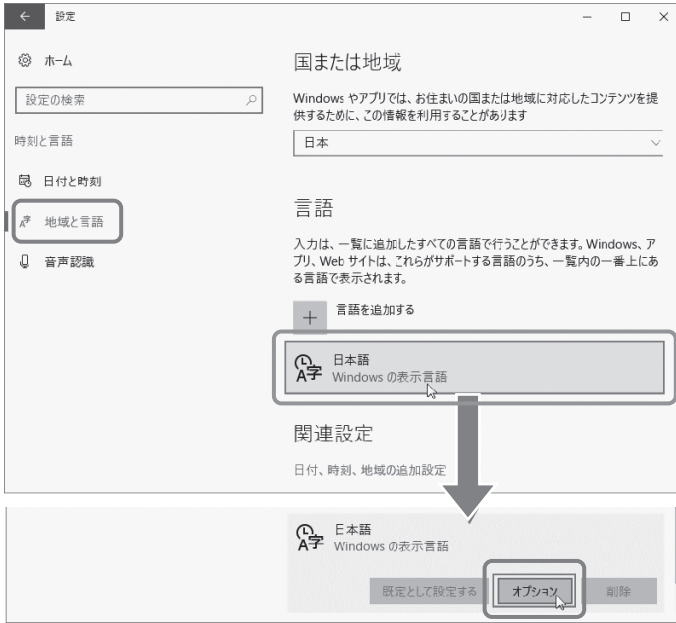 設定
ホーム
設定の検索
時刻と言語
日付と時刻
地域と言語
音声認識
国または地域
Windows やアプリでは、お住まいの国または地域に対応したコンテンツを提
供するために、この情報を利用することがあります
日本
言語
入力は、一覧に追加したすべての言語で行うことができます。Windows、ア
プリ、Web サイトは、これらがサポートする言語のうち、一覧内の一番上にあ
る言語で表示されます。
言語を追加する
A字 日本語
Windows の表示言語
関連設定
日付、時刻、地域の追加設定
A字 日本語
Windows の表示言語
既定として設定する オプション 削除